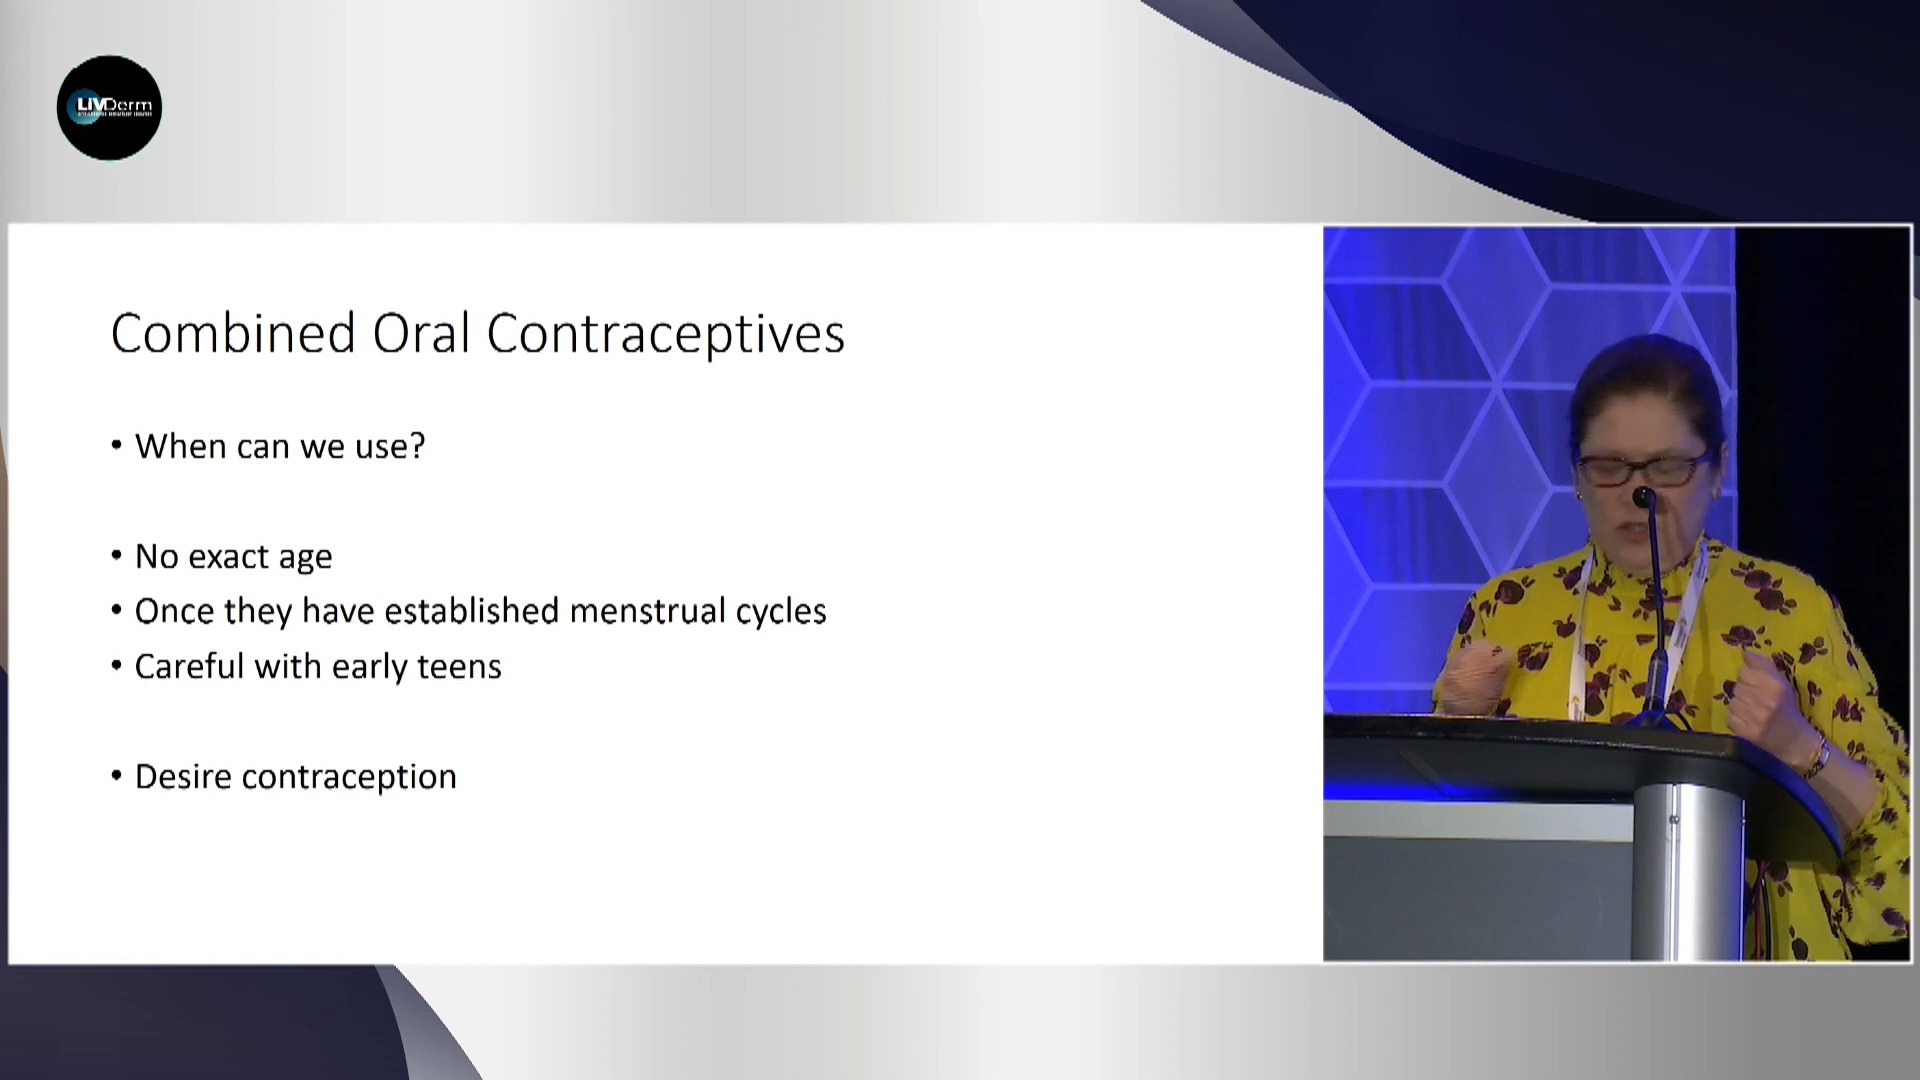 LIVDerm
Combined Oral Contraceptives
• When can we use?
• No exact age
• Once they have established menstrual cycles
• Careful with early teens
• Desire contraception